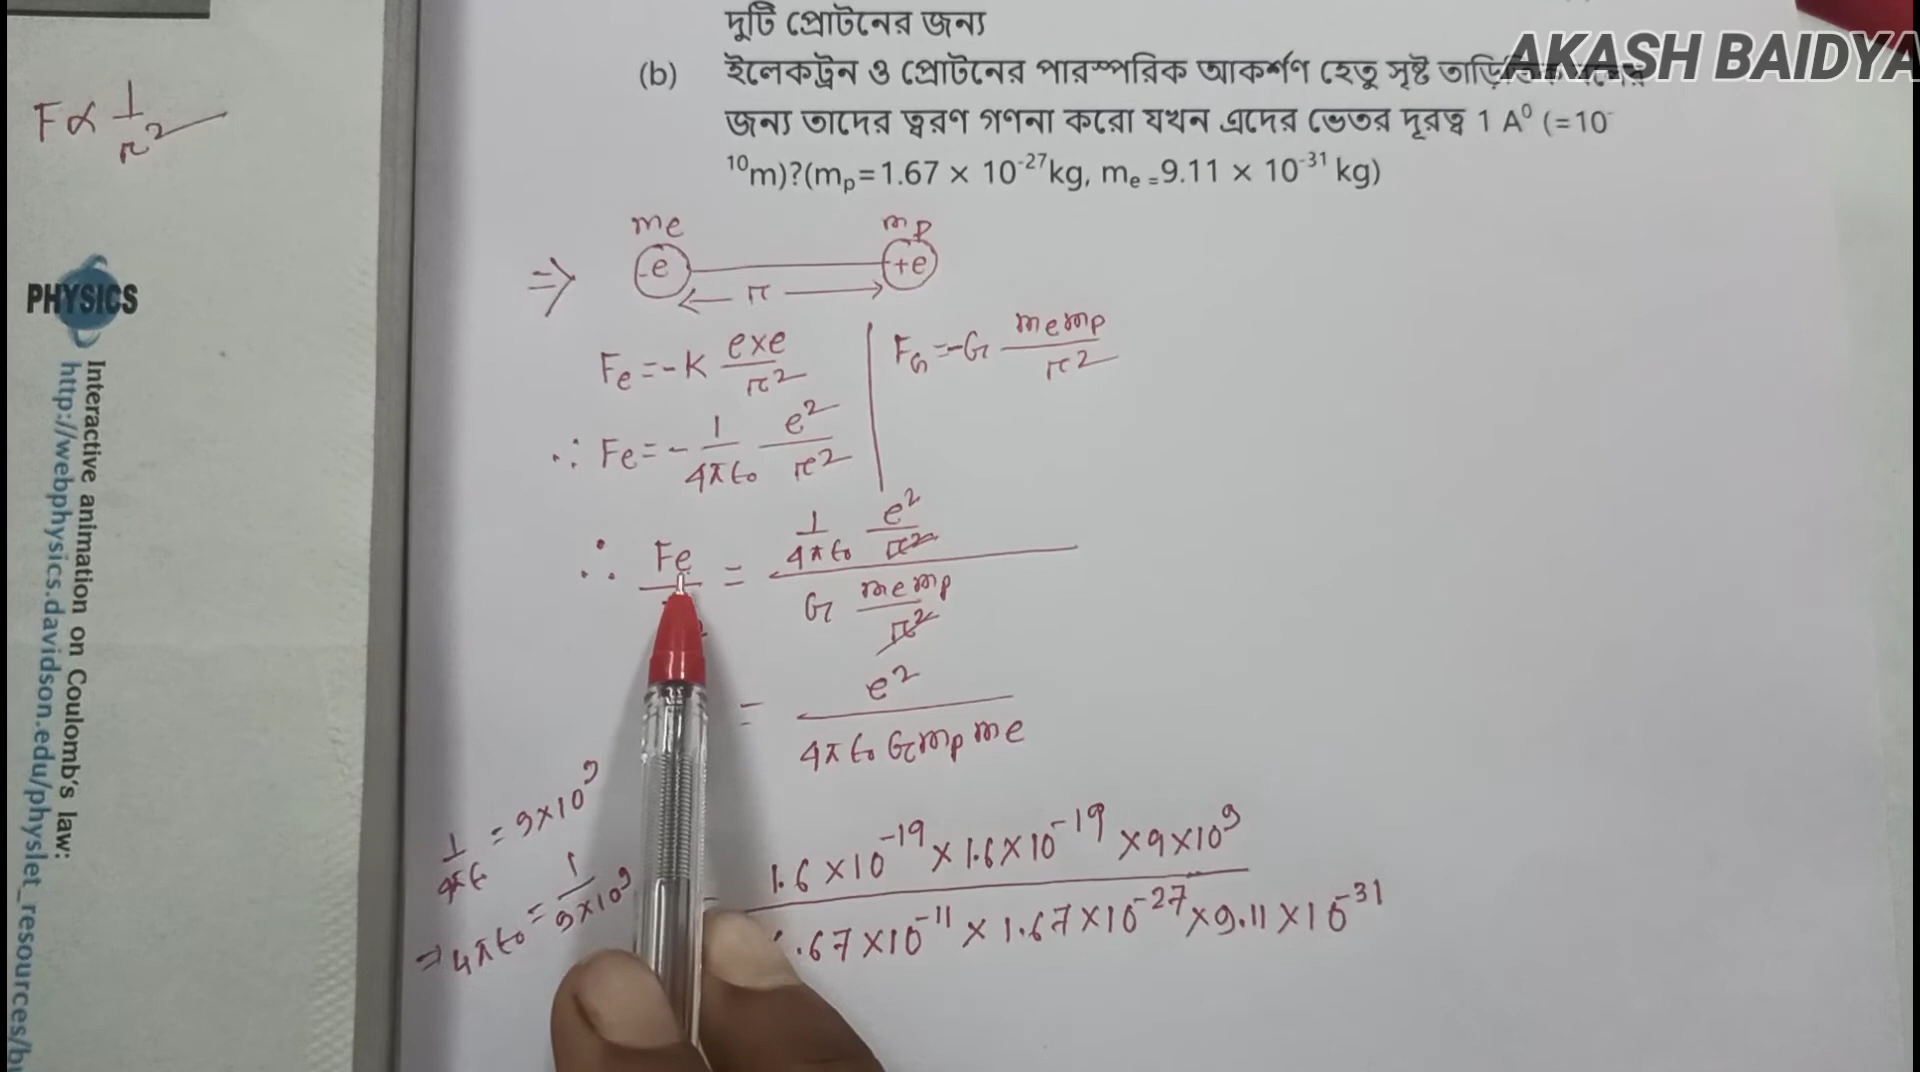 দুটি প্রোটনের জন্য
AKASH BAIDYA
(b) ইলেকট্রন ও প্রোটনের পারস্পরিক আকর্শণ হেতু সৃষ্ট
জন্য তাদের ত্বরণ গণনা করো যখন এদের ভেতর দূরত্ব 1 A⁰ (=10⁻
¹⁰m)?(mₚ=1.67 × 10⁻²⁷kg, mₑ =9.11 × 10⁻³¹ kg)
F ∝ 1/r²
PHYSICS
Interactive animation on Coulomb's law:
http://webphysics.davidson.edu/physlet_resources/b
me mp
⇒ -e +e
r
Fe = -K e×e/r² | FG = -G memp/r²
∴ Fe = - 1/4πε₀ e²/r²
∴ Fe = 1/4πε₀ e²/r² / G memp/r²
= e² / 4πε₀ G mp me
1/4πε = 9×10⁹
⇒ 4πε₀ = 1/9×10⁹
1.6×10⁻¹⁹ × 1.6×10⁻¹⁹ × 9×10⁹
.67×10⁻¹¹ × 1.67×10⁻²⁷ × 9.11×10⁻³¹